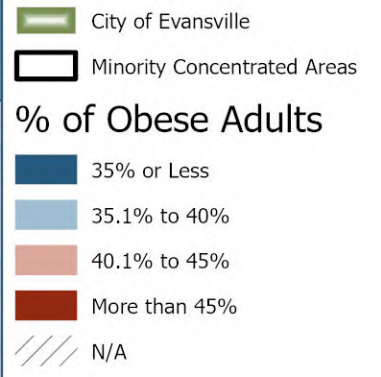 City of Evansville
Minority Concentrated Areas
% of Obese Adults
35% or Less
35.1% to 40%
40.1% to 45%
More than 45%
N/A